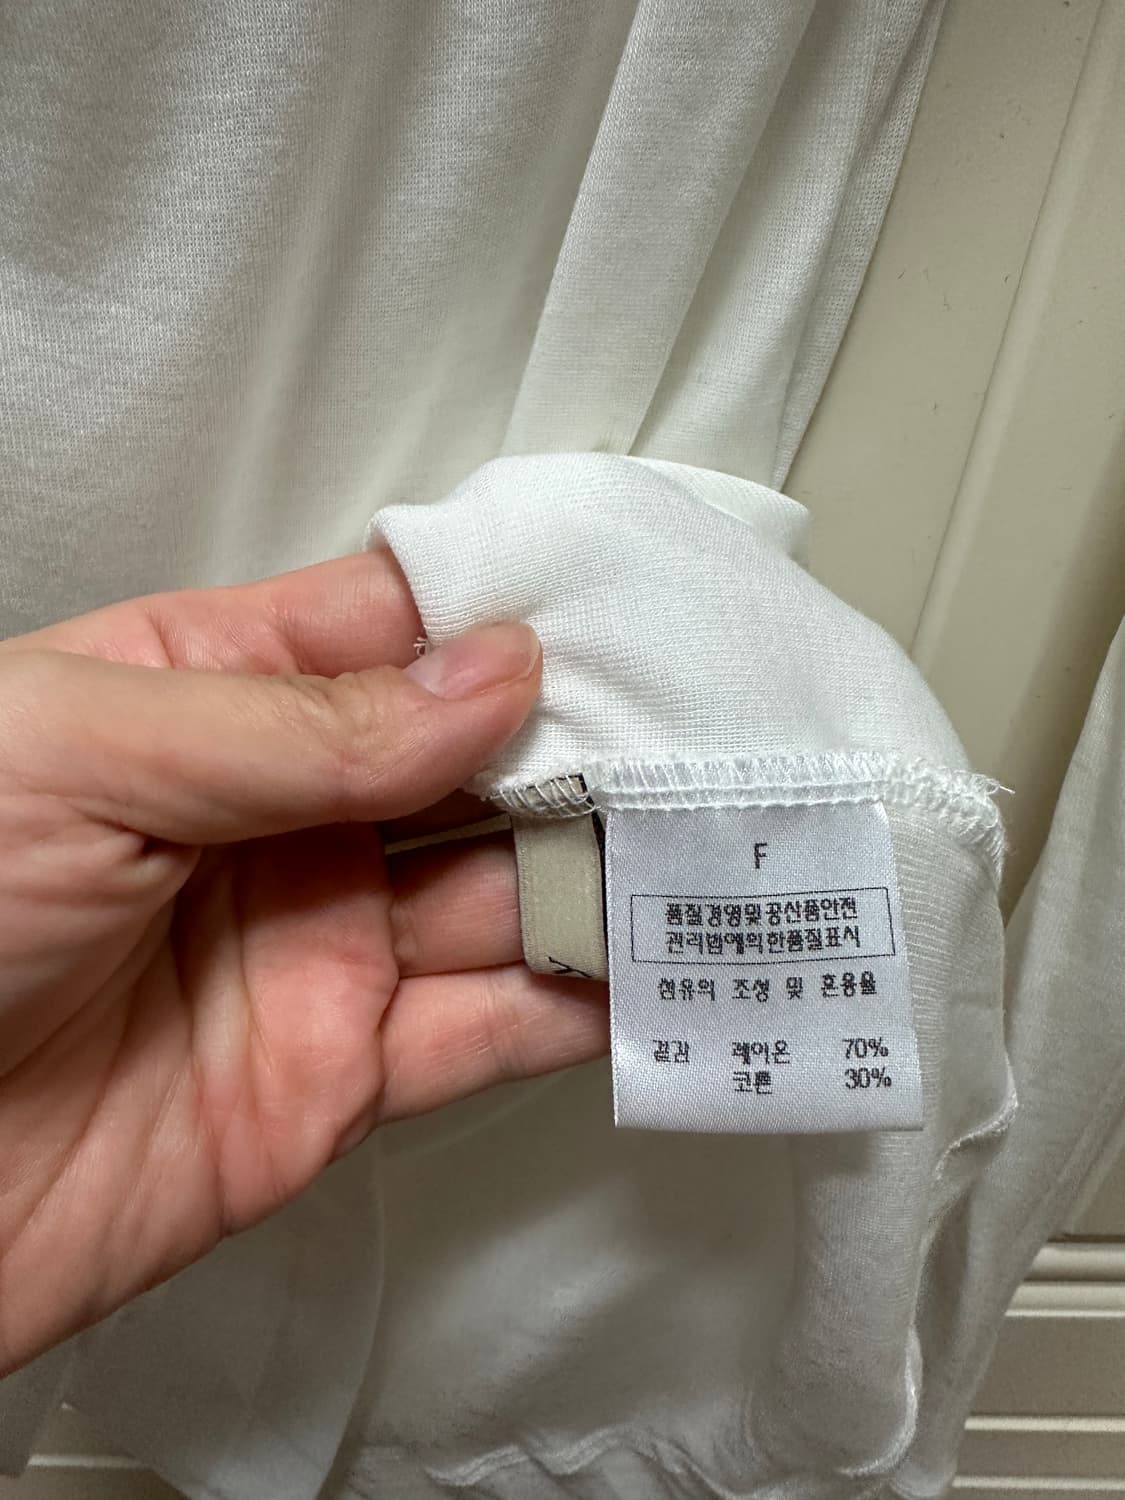 F
품질경영및공산품안전
관리법에의한품질표시
섬유의 조성 및 혼용율
겉감 레이온 70%
코튼 30%